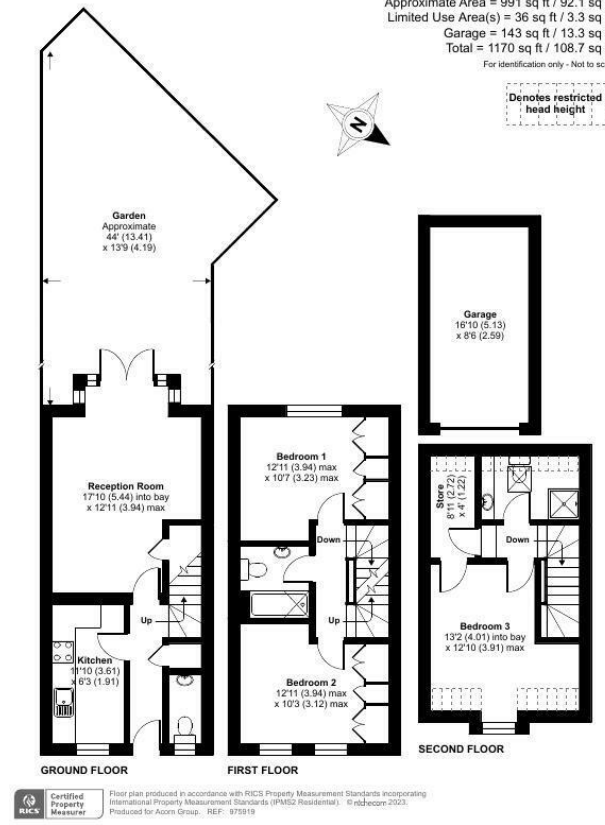 Approximate Area = 991 sq ft / 92.1 sq
Limited Use Area(s) = 36 sq ft / 3.3 sq
Garage = 143 sq ft / 13.3 sq
Total = 1170 sq ft / 108.7 sq
For identification only - Not to sc
Denotes restricted
head height
N
Garden
Approximate
44' (13.41)
x 13'9 (4.19)
Garage
16'10 (5.13)
x 8'6 (2.59)
Reception Room
17'10 (5.44) into bay
x 12'11 (3.94) max
Up
Kitchen
11'10 (3.61)
x 6'3 (1.91)
GROUND FLOOR
Bedroom 1
12'11 (3.94) max
x 10'7 (3.23) max
Down
Up
Bedroom 2
12'11 (3.94) max
x 10'3 (3.12) max
FIRST FLOOR
Store
8'11 (2.72)
x 4' (1.22)
Down
Bedroom 3
13'2 (4.01) into bay
x 12'10 (3.91) max
SECOND FLOOR
RICS
Certified
Property
Measurer
Floor plan produced in accordance with RICS Property Measurement Standards incorporating
International Property Measurement Standards (IPMS2 Residential). © nichecom 2023.
Produced for Acorn Group. REF: 975919